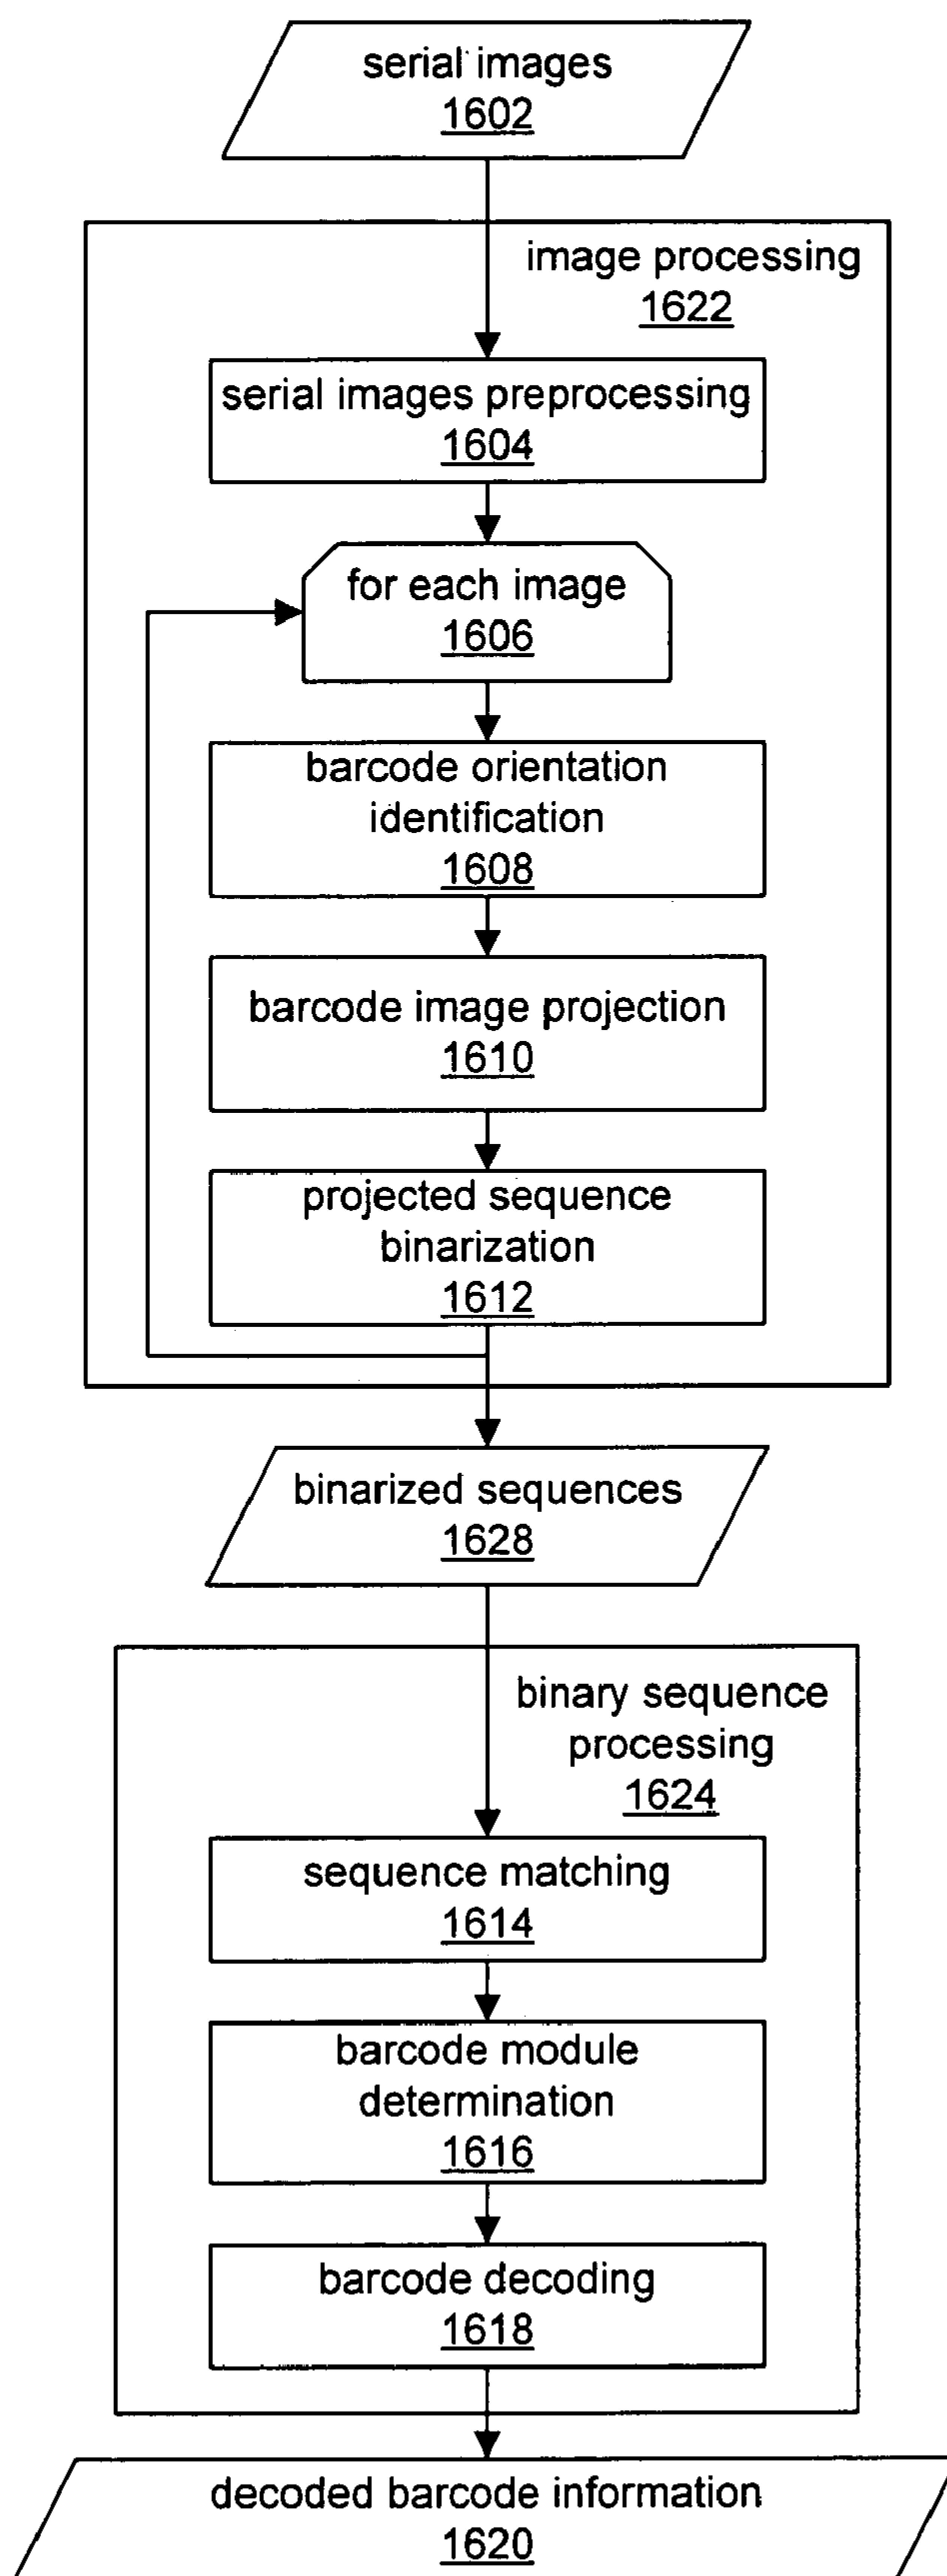 serial images
1602
image processing
1622
serial images preprocessing
1604
for each image
1606
barcode orientation
identification
1608
barcode image projection
1610
projected sequence
binarization
1612
binarized sequences
1628
binary sequence
processing
1624
sequence matching
1614
barcode module
determination
1616
barcode decoding
1618
decoded barcode information
1620